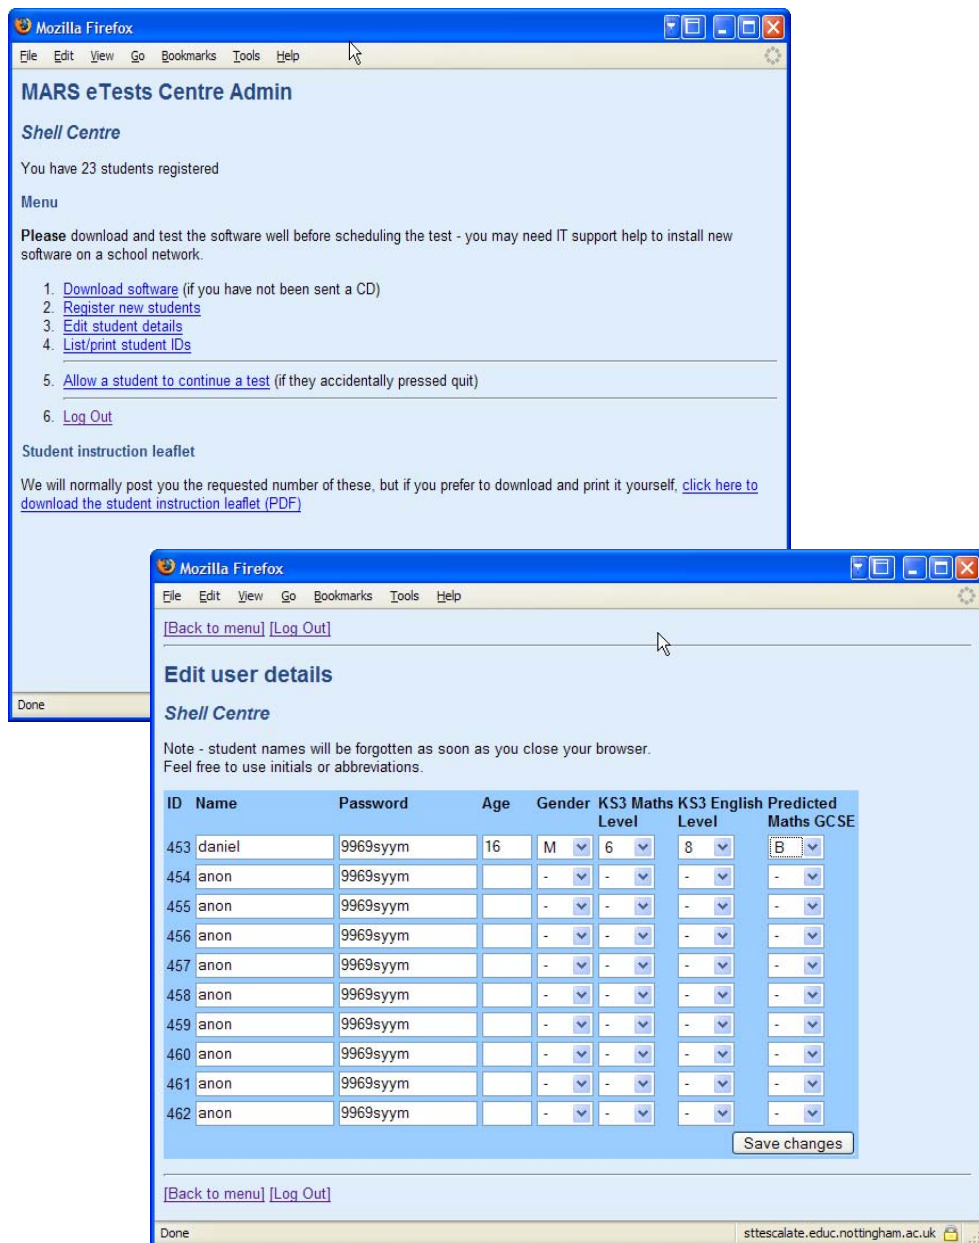 Mozilla Firefox
File Edit View Go Bookmarks Tools Help
MARS eTests Centre Admin
Shell Centre
You have 23 students registered
Menu
Please download and test the software well before scheduling the test - you may need IT support help to install new
software on a school network.
1. Download software (if you have not been sent a CD)
2. Register new students
3. Edit student details
4. List/print student IDs
5. Allow a student to continue a test (if they accidentally pressed quit)
6. Log Out
Student instruction leaflet
We will normally post you the requested number of these, but if you prefer to download and print it yourself, click here to
download the student instruction leaflet (PDF)
Done
Mozilla Firefox
File Edit View Go Bookmarks Tools Help
[Back to menu] [Log Out]
Edit user details
Shell Centre
Note - student names will be forgotten as soon as you close your browser.
Feel free to use initials or abbreviations.
ID Name Password Age Gender KS3 Maths KS3 English Predicted
Level Level Maths GCSE
453 daniel 9969syym 16 M 6 8 B
454 anon 9969syym - - - -
455 anon 9969syym - - - -
456 anon 9969syym - - - -
457 anon 9969syym - - - -
458 anon 9969syym - - - -
459 anon 9969syym - - - -
460 anon 9969syym - - - -
461 anon 9969syym - - - -
462 anon 9969syym - - - -
Save changes
[Back to menu] [Log Out]
Done sttescalate.educ.nottingham.ac.uk